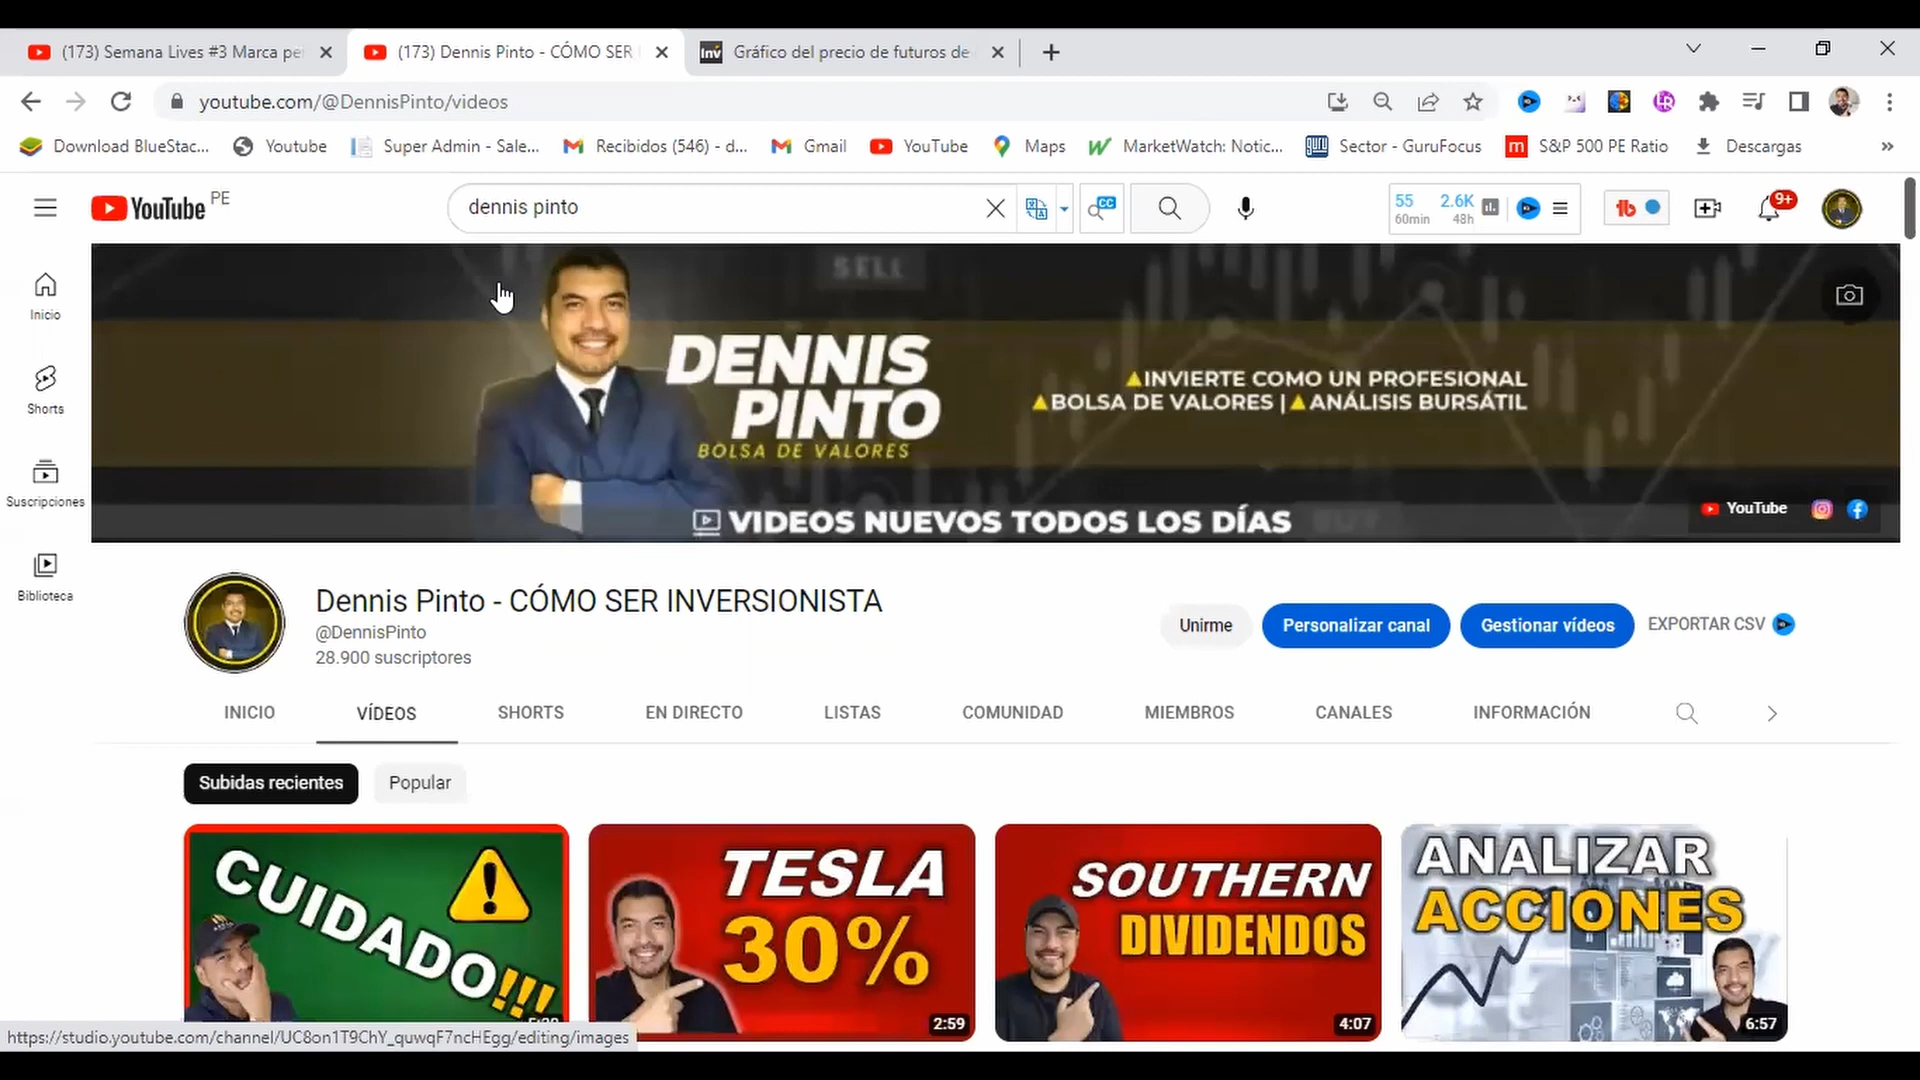 (173) Semana Lives #3 Marca pe
(173) Dennis Pinto - CÓMO SER
Inv
Gráfico del precio de futuros de
youtube.com/@DennisPinto/videos
Download BlueStac...
Youtube
Super Admin - Sale...
Recibidos (546) - d...
Gmail
YouTube
Maps
MarketWatch: Notic...
Sector - GuruFocus
S&P 500 PE Ratio
Descargas
YouTube PE
dennis pinto
CC
55
60min
2.6K
48h
9+
Inicio
Shorts
Suscripciones
Biblioteca
SELL
DENNIS
PINTO
BOLSA DE VALORES
INVIERTE COMO UN PROFESIONAL
BOLSA DE VALORES | ANÁLISIS BURSÁTIL
VIDEOS NUEVOS TODOS LOS DÍAS
YouTube
Dennis Pinto - CÓMO SER INVERSIONISTA
@DennisPinto
28.900 suscriptores
Unirme
Personalizar canal
Gestionar vídeos
EXPORTAR CSV
INICIO
VÍDEOS
SHORTS
EN DIRECTO
LISTAS
COMUNIDAD
MIEMBROS
CANALES
INFORMACIÓN
Subidas recientes
Popular
CUIDADO!!!
TESLA
30%
2:59
SOUTHERN
DIVIDENDOS
4:07
ANALIZAR
ACCIONES
6:57
https://studio.youtube.com/channel/UC8on1T9ChY_quwqF7ncHEgg/editing/images